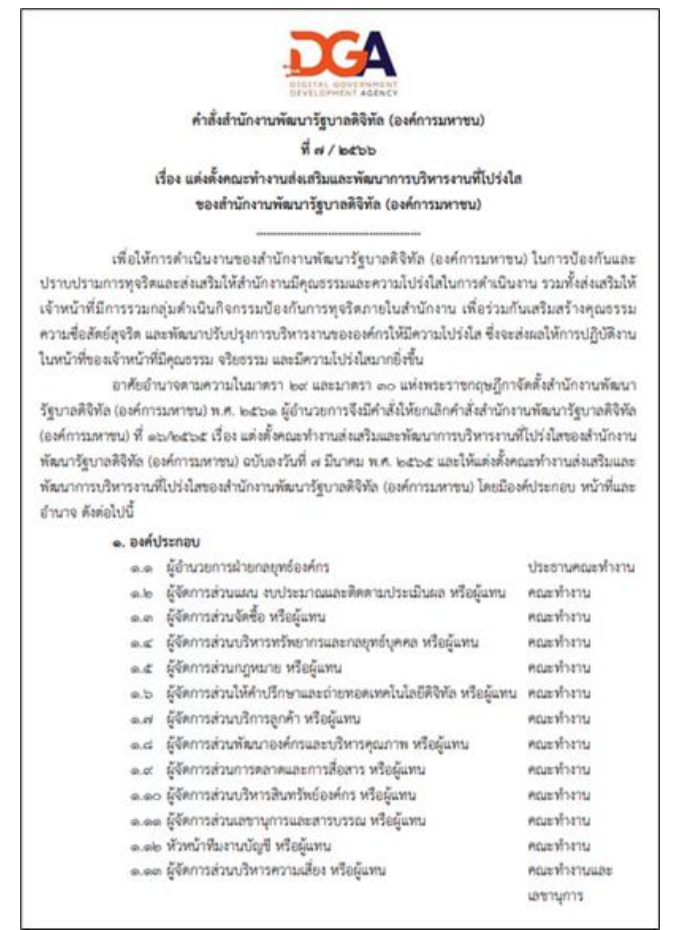 DGA
DIGITAL GOVERNMENT
DEVELOPMENT AGENCY
คำสั่งสำนักงานพัฒนารัฐบาลดิจิทัล (องค์การมหาชน)
ที่ ๗ / ๒๕๖๖
เรื่อง แต่งตั้งคณะทำงานส่งเสริมและพัฒนาการบริหารงานที่โปร่งใส
ของสำนักงานพัฒนารัฐบาลดิจิทัล (องค์การมหาชน)
เพื่อให้การดำเนินงานของสำนักงานพัฒนารัฐบาลดิจิทัล (องค์การมหาชน) ในการป้องกันและ
ปราบปรามการทุจริตและส่งเสริมให้สำนักงานมีคุณธรรมและความโปร่งใสในการดำเนินงาน รวมทั้งส่งเสริมให้
เจ้าหน้าที่มีการรวมกลุ่มดำเนินกิจกรรมป้องกันการทุจริตภายในสำนักงาน เพื่อร่วมกันเสริมสร้างคุณธรรม
ความซื่อสัตย์สุจริต และพัฒนาปรับปรุงการบริหารงานขององค์กรให้มีความโปร่งใส ซึ่งจะส่งผลให้การปฏิบัติงาน
ในหน้าที่ของเจ้าหน้าที่มีคุณธรรม จริยธรรม และมีความโปร่งใสมากยิ่งขึ้น
อาศัยอำนาจตามความในมาตรา ๒๙ และมาตรา ๓๐ แห่งพระราชกฤษฎีกาจัดตั้งสำนักงานพัฒนา
รัฐบาลดิจิทัล (องค์การมหาชน) พ.ศ. ๒๕๖๑ ผู้อำนวยการจึงมีคำสั่งให้ยกเลิกคำสั่งสำนักงานพัฒนารัฐบาลดิจิทัล
(องค์การมหาชน) ที่ ๑๖/๒๕๖๕ เรื่อง แต่งตั้งคณะทำงานส่งเสริมและพัฒนาการบริหารงานที่โปร่งใสของสำนักงาน
พัฒนารัฐบาลดิจิทัล (องค์การมหาชน) ฉบับลงวันที่ ๗ มีนาคม พ.ศ. ๒๕๖๕ และให้แต่งตั้งคณะทำงานส่งเสริมและ
พัฒนาการบริหารงานที่โปร่งใสของสำนักงานพัฒนารัฐบาลดิจิทัล (องค์การมหาชน) โดยมีองค์ประกอบ หน้าที่และ
อำนาจ ดังต่อไปนี้
๑. องค์ประกอบ
๑.๑ ผู้อำนวยการฝ่ายกลยุทธ์องค์กร ประธานคณะทำงาน
๑.๒ ผู้จัดการส่วนแผน งบประมาณและติดตามประเมินผล หรือผู้แทน คณะทำงาน
๑.๓ ผู้จัดการส่วนจัดซื้อ หรือผู้แทน คณะทำงาน
๑.๔ ผู้จัดการส่วนบริหารทรัพยากรและกลยุทธ์บุคคล หรือผู้แทน คณะทำงาน
๑.๕ ผู้จัดการส่วนกฎหมาย หรือผู้แทน คณะทำงาน
๑.๖ ผู้จัดการส่วนให้คำปรึกษาและถ่ายทอดเทคโนโลยีดิจิทัล หรือผู้แทน คณะทำงาน
๑.๗ ผู้จัดการส่วนบริการลูกค้า หรือผู้แทน คณะทำงาน
๑.๘ ผู้จัดการส่วนพัฒนาองค์กรและบริหารคุณภาพ หรือผู้แทน คณะทำงาน
๑.๙ ผู้จัดการส่วนการตลาดและการสื่อสาร หรือผู้แทน คณะทำงาน
๑.๑๐ ผู้จัดการส่วนบริหารสินทรัพย์องค์กร หรือผู้แทน คณะทำงาน
๑.๑๑ ผู้จัดการส่วนเลขานุการและสารบรรณ หรือผู้แทน คณะทำงาน
๑.๑๒ หัวหน้าทีมงานบัญชี หรือผู้แทน คณะทำงาน
๑.๑๓ ผู้จัดการส่วนบริหารความเสี่ยง หรือผู้แทน คณะทำงานและ
เลขานุการ